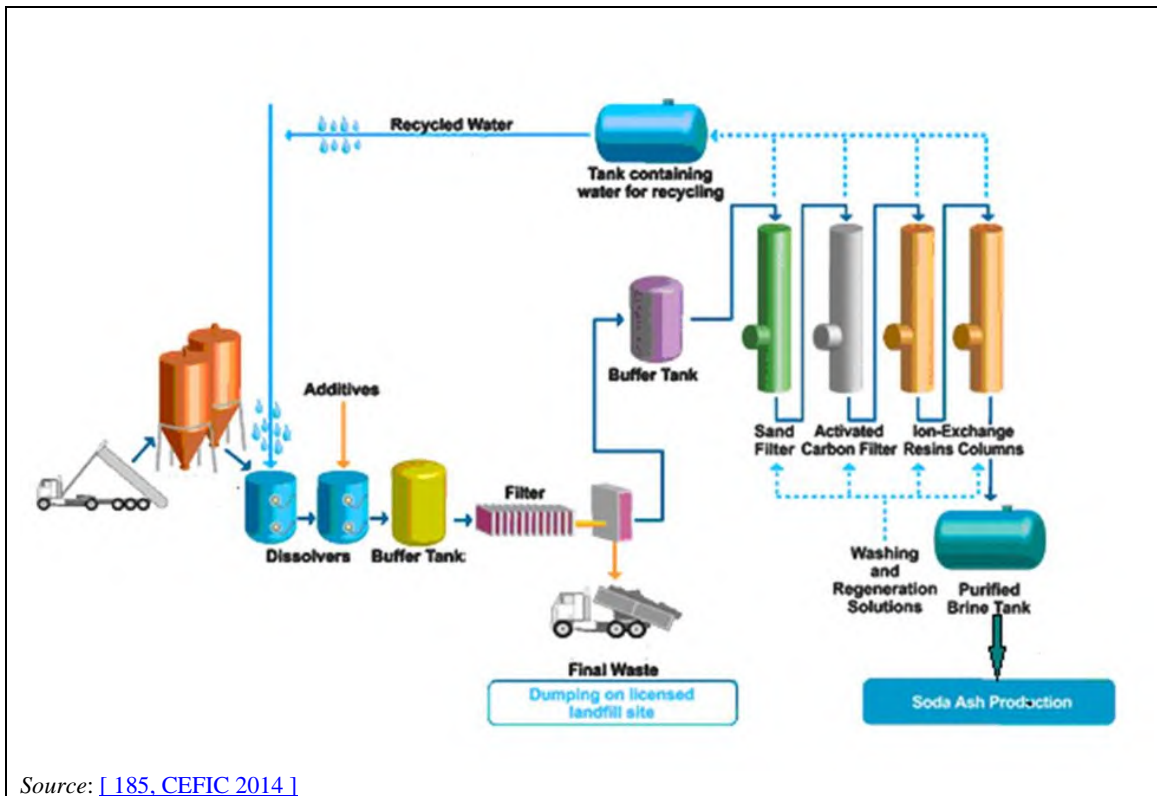 Recycled Water
Tank containing
water for recycling
Buffer Tank
Additives
Sand
Filter
Activated
Carbon Filter
Ion-Exchange
Resins Columns
Filter
Dissolvers
Buffer Tank
Washing
and
Regeneration
Solutions
Purified
Brine Tank
Final Waste
Dumping on licensed
landfill site
Soda Ash Production
Source: [ 185, CEFIC 2014 ]